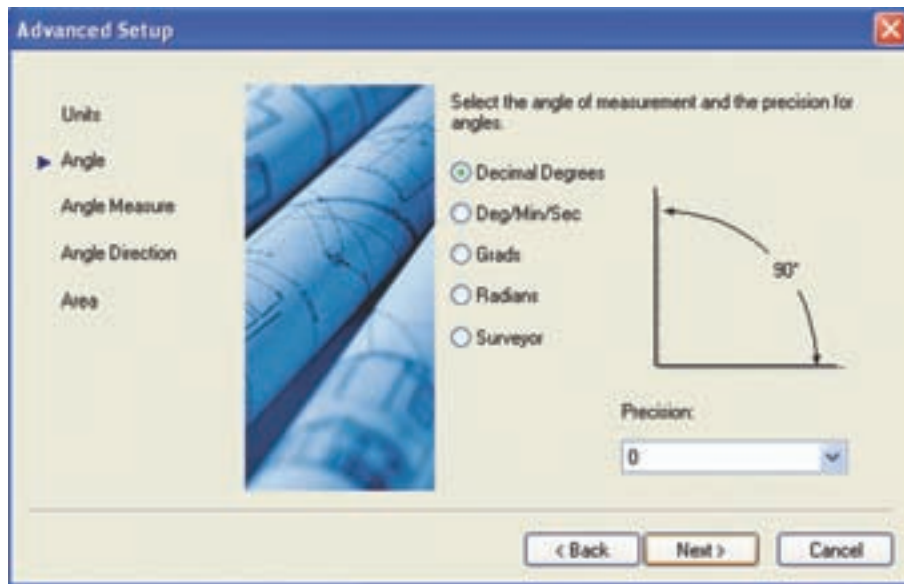 Advanced Setup
Units
Angle
Angle Measure
Angle Direction
Area
Select the angle of measurement and the precision for
angles.
Decimal Degrees
Deg/Min/Sec
Grads
Radians
Surveyor
90°
Precision:
0
< Back
Next >
Cancel